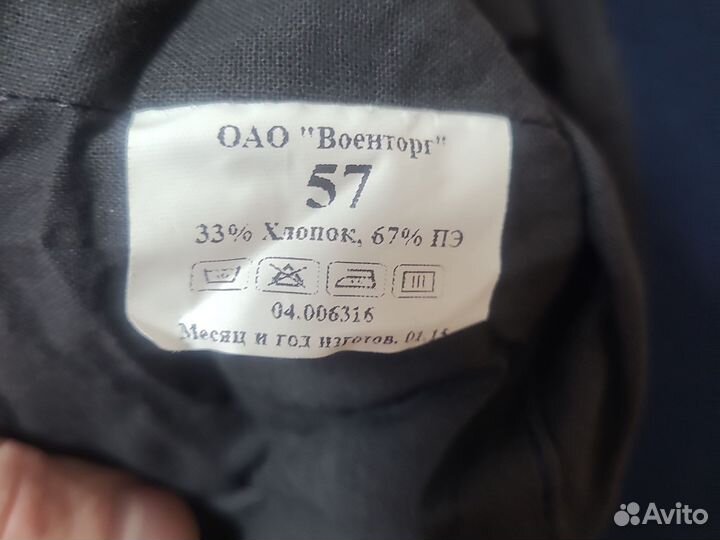 ОАО "Военторг"
57
33% Хлопок, 67% ПЭ
04.006316
Месяц и год изготов. 01.15
Avito